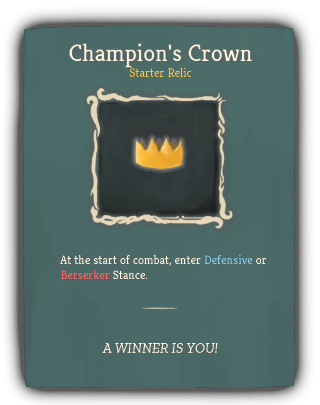 Champion's Crown
Starter Relic
At the start of combat, enter Defensive or
Berserker Stance.
A WINNER IS YOU!